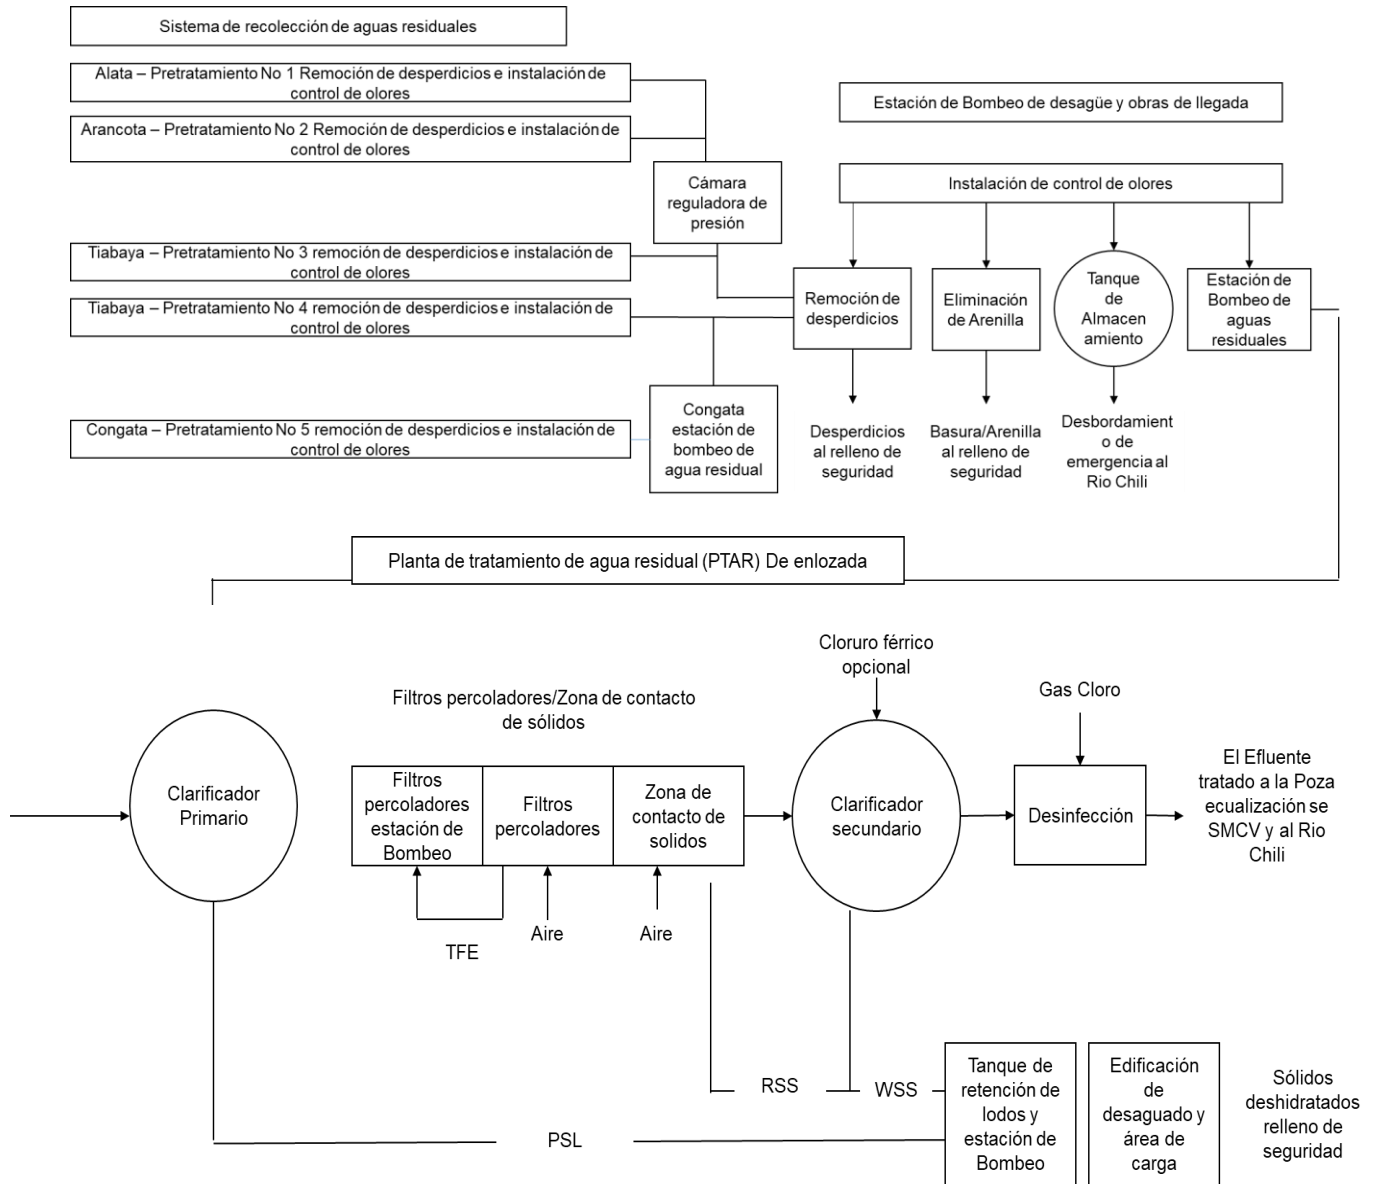 Sistema de recolección de aguas residuales
Alata – Pretratamiento No 1 Remoción de desperdicios e instalación de
control de olores
Arancota – Pretratamiento No 2 Remoción de desperdicios e instalación de
control de olores
Cámara
reguladora de
presión
Tiabaya – Pretratamiento No 3 remoción de desperdicios e instalación de
control de olores
Tiabaya – Pretratamiento No 4 remoción de desperdicios e instalación de
control de olores
Congata – Pretratamiento No 5 remoción de desperdicios e instalación de
control de olores
Congata
estación de
bombeo de
agua residual
Estación de Bombeo de desagüe y obras de llegada
Instalación de control de olores
Remoción de
desperdicios
Eliminación
de Arenilla
Tanque
de
Almacen
amiento
Estación de
Bombeo de
aguas
residuales
Desperdicios
al relleno de
seguridad
Basura/Arenilla
al relleno de
seguridad
Desbordamient
o de
emergencia al
Rio Chili
Planta de tratamiento de agua residual (PTAR) De enlozada
Clarificador
Primario
Filtros percoladores/Zona de contacto
de sólidos
Filtros
percoladores
estación de
Bombeo
Filtros
percoladores
Zona de
contacto de
solidos
TFE
Aire
Aire
Cloruro férrico
opcional
Clarificador
secundario
Gas Cloro
Desinfección
El Efluente
tratado a la Poza
ecualización se
SMCV y al Rio
Chili
RSS
WSS
PSL
Tanque de
retención de
lodos y
estación de
Bombeo
Edificación
de
desaguado y
área de
carga
Sólidos
deshidratados
relleno de
seguridad